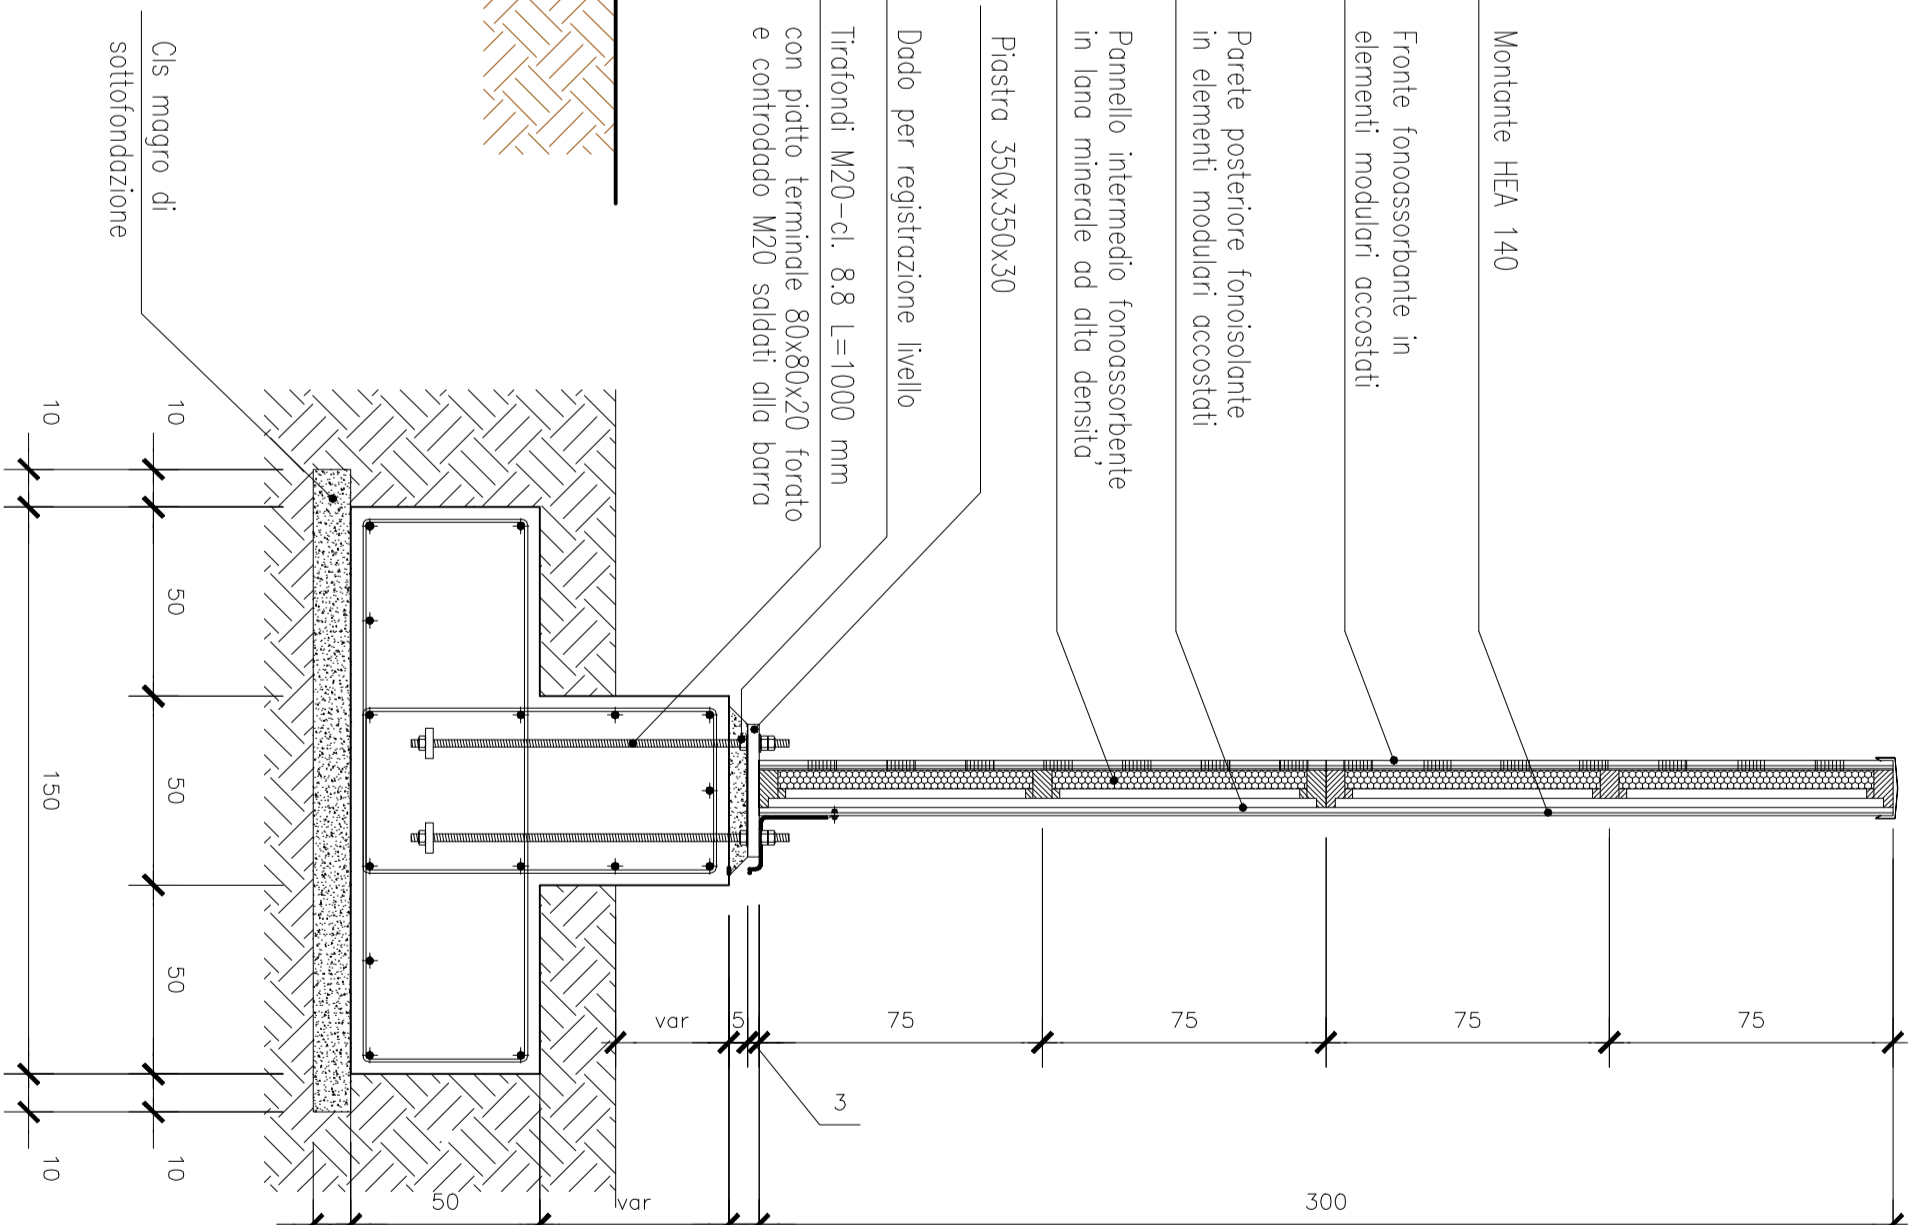 Montante HEA 140
Fronte fonoassorbante in
elementi modulari accostati
Parete posteriore fonoisolante
in elementi modulari accostati
Pannello intermedio fonoassorbente
in lana minerale ad alta densita'
Piastra 350x350x30
Dado per registrazione livello
Tirafondi M20-cl. 8.8 L=1000 mm
con piatto terminale 80x80x20 forato
e controdado M20 saldati alla barra
Cls magro di
sottofondazione
10
50
50
50
10
10
150
10
var
5
75
75
75
75
3
50
var
300